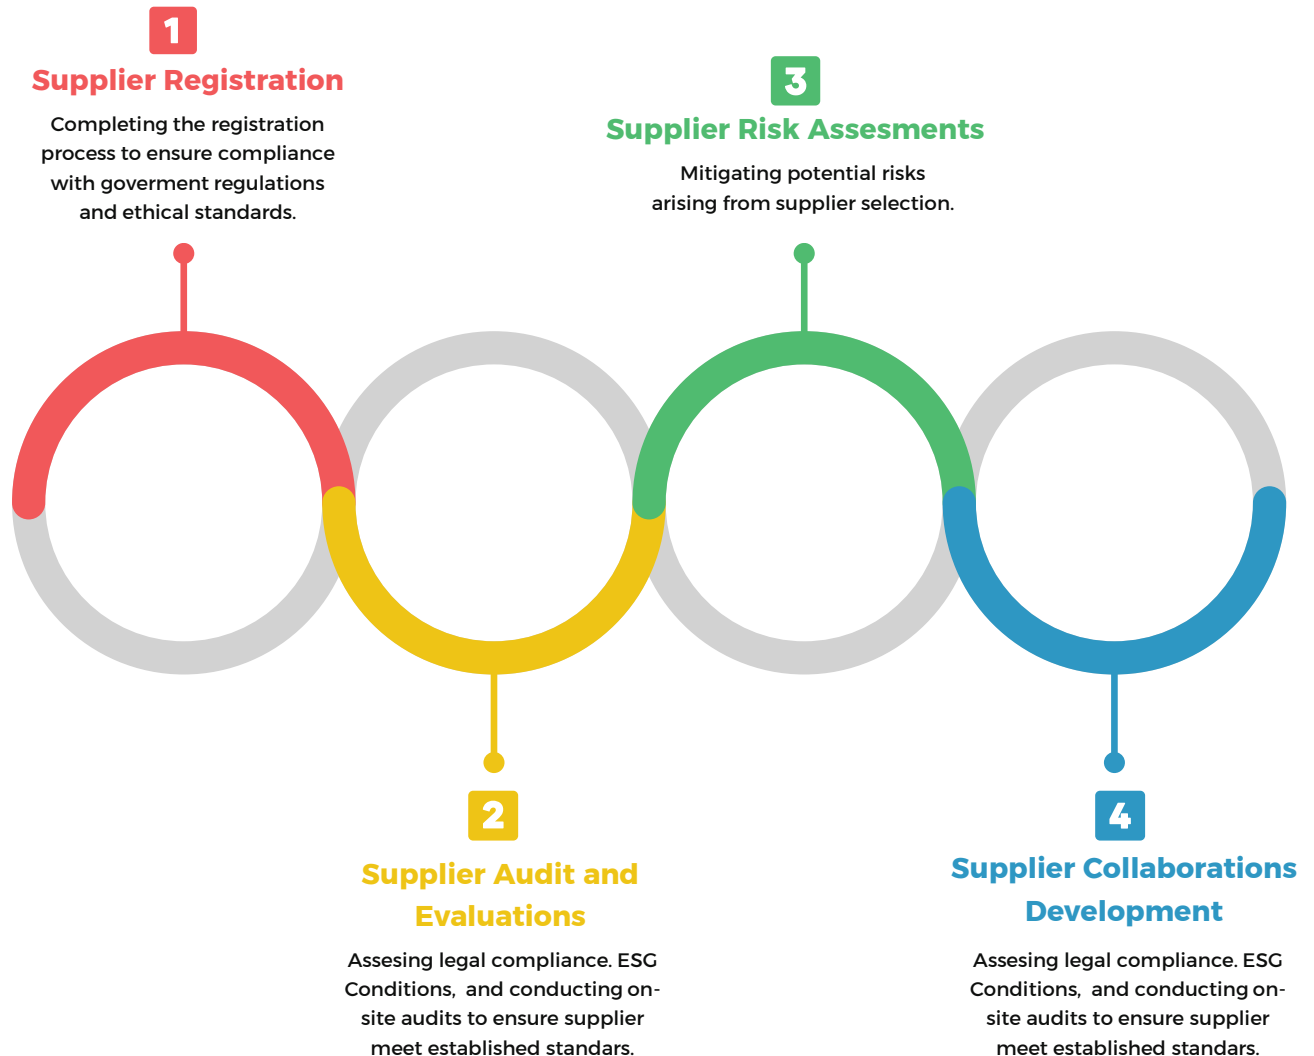 1
Supplier Registration
Completing the registration
process to ensure compliance
with goverment regulations
and ethical standards.
3
Supplier Risk Assesments
Mitigating potential risks
arising from supplier selection.
2
Supplier Audit and
Evaluations
Assesing legal compliance. ESG
Conditions,  and conducting on-
site audits to ensure supplier
meet established standars.
4
Supplier Collaborations
Development
Assesing legal compliance. ESG
Conditions,  and conducting on-
site audits to ensure supplier
meet established standars.